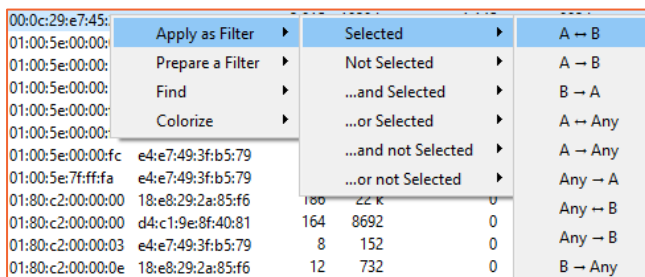 00:0c:29:e7:45:
01:00:5e:00:00:
01:00:5e:00:00:
01:00:5e:00:00:
01:00:5e:00:00:
01:00:5e:00:00:fc e4:e7:49:3f:b5:79
01:00:5e:7f:ff:fa e4:e7:49:3f:b5:79
01:80:c2:00:00:00 18:e8:29:2a:85:f6 186 22 k 0
01:80:c2:00:00:00 d4:c1:9e:8f:40:81 164 8692 0
01:80:c2:00:00:03 e4:e7:49:3f:b5:79 8 152 0
01:80:c2:00:00:0e 18:e8:29:2a:85:f6 12 732 0
Apply as Filter
Prepare a Filter
Find
Colorize
Selected
Not Selected
...and Selected
...or Selected
...and not Selected
...or not Selected
A ↔ B
A → B
B → A
A ↔ Any
A → Any
Any → A
Any ↔ B
Any → B
B → Any